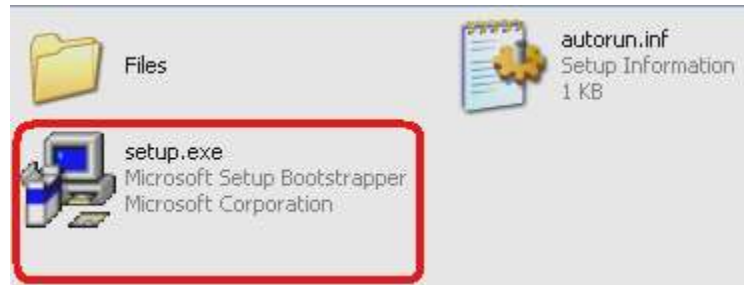 Files
autorun.inf
Setup Information
1 KB
setup.exe
Microsoft Setup Bootstrapper
Microsoft Corporation